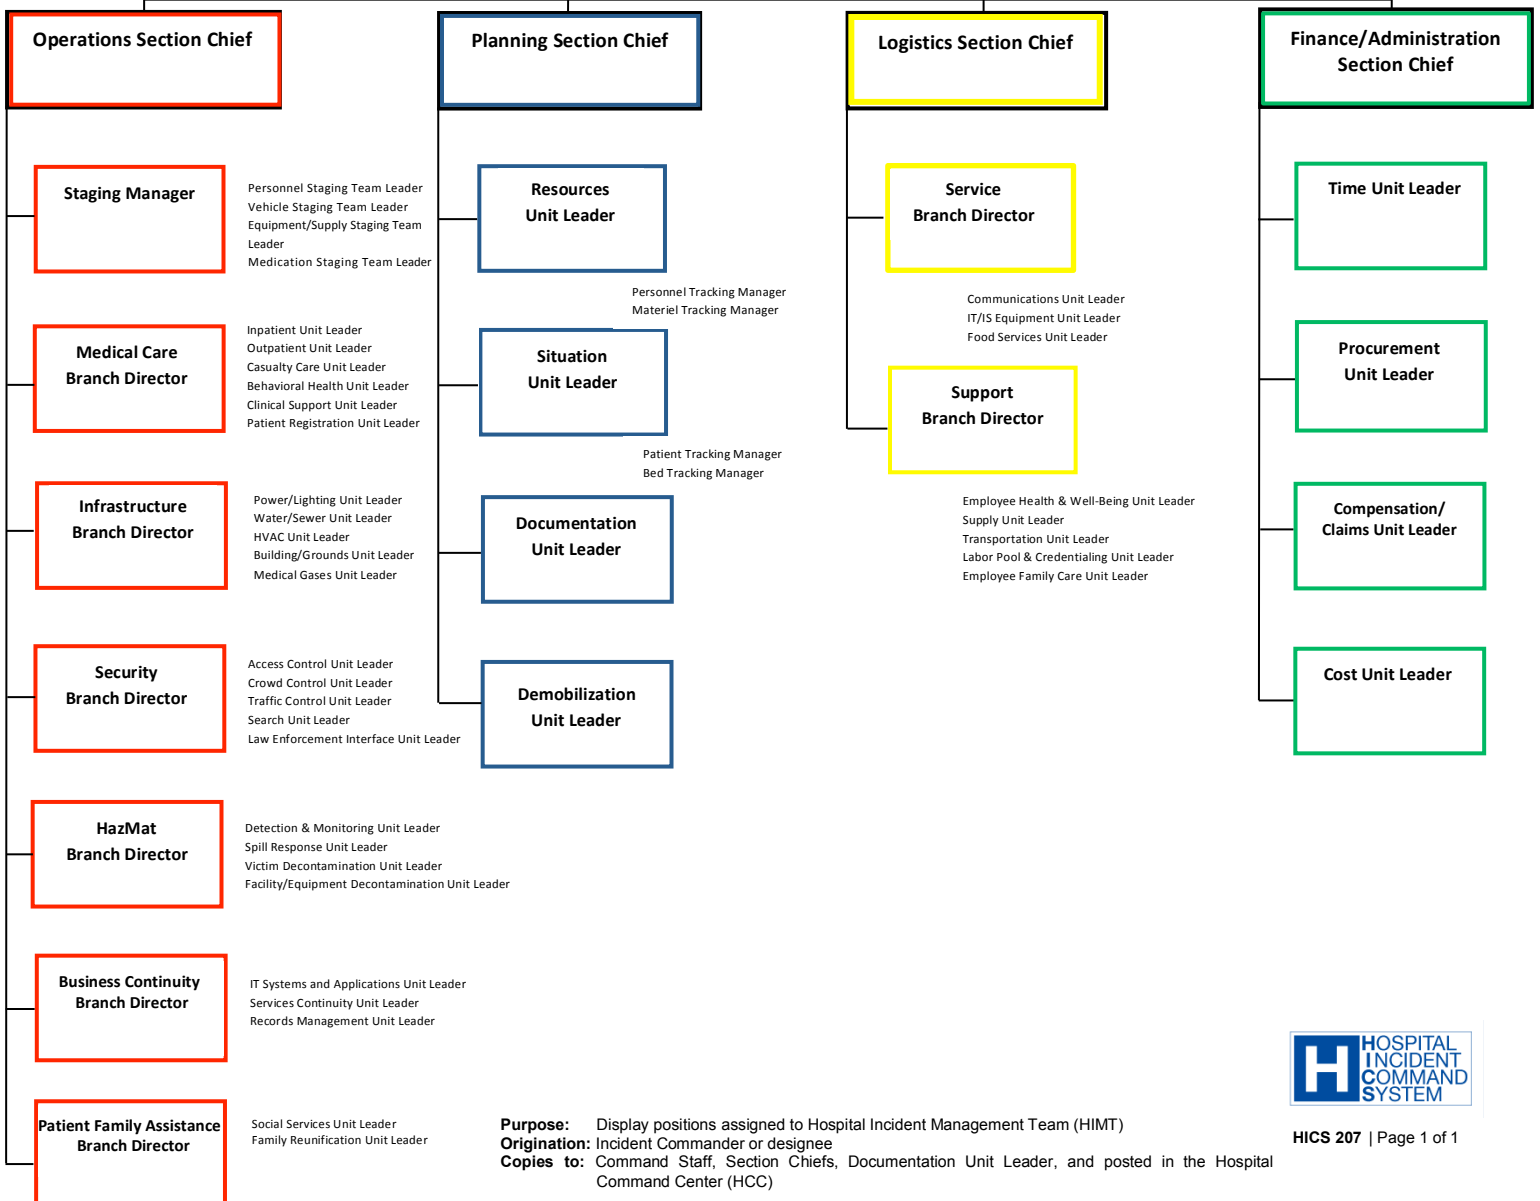 Operations Section Chief
Staging Manager
Personnel Staging Team Leader
Vehicle Staging Team Leader
Equipment/Supply Staging Team
Leader
Medication Staging Team Leader
Medical Care
Branch Director
Inpatient Unit Leader
Outpatient Unit Leader
Casualty Care Unit Leader
Behavioral Health Unit Leader
Clinical Support Unit Leader
Patient Registration Unit Leader
Infrastructure
Branch Director
Power/Lighting Unit Leader
Water/Sewer Unit Leader
HVAC Unit Leader
Building/Grounds Unit Leader
Medical Gases Unit Leader
Security
Branch Director
Access Control Unit Leader
Crowd Control Unit Leader
Traffic Control Unit Leader
Search Unit Leader
Law Enforcement Interface Unit Leader
HazMat
Branch Director
Detection & Monitoring Unit Leader
Spill Response Unit Leader
Victim Decontamination Unit Leader
Facility/Equipment Decontamination Unit Leader
Business Continuity
Branch Director
IT Systems and Applications Unit Leader
Services Continuity Unit Leader
Records Management Unit Leader
Patient Family Assistance
Branch Director
Social Services Unit Leader
Family Reunification Unit Leader
Planning Section Chief
Resources
Unit Leader
Personnel Tracking Manager
Materiel Tracking Manager
Situation
Unit Leader
Patient Tracking Manager
Bed Tracking Manager
Documentation
Unit Leader
Demobilization
Unit Leader
Logistics Section Chief
Service
Branch Director
Communications Unit Leader
IT/IS Equipment Unit Leader
Food Services Unit Leader
Support
Branch Director
Employee Health & Well-Being Unit Leader
Supply Unit Leader
Transportation Unit Leader
Labor Pool & Credentialing Unit Leader
Employee Family Care Unit Leader
Finance/Administration
Section Chief
Time Unit Leader
Procurement
Unit Leader
Compensation/
Claims Unit Leader
Cost Unit Leader
Purpose: Display positions assigned to Hospital Incident Management Team (HIMT)
Origination: Incident Commander or designee
Copies to: Command Staff, Section Chiefs, Documentation Unit Leader, and posted in the Hospital
Command Center (HCC)
H
HOSPITAL
INCIDENT
COMMAND
SYSTEM
HICS 207 | Page 1 of 1